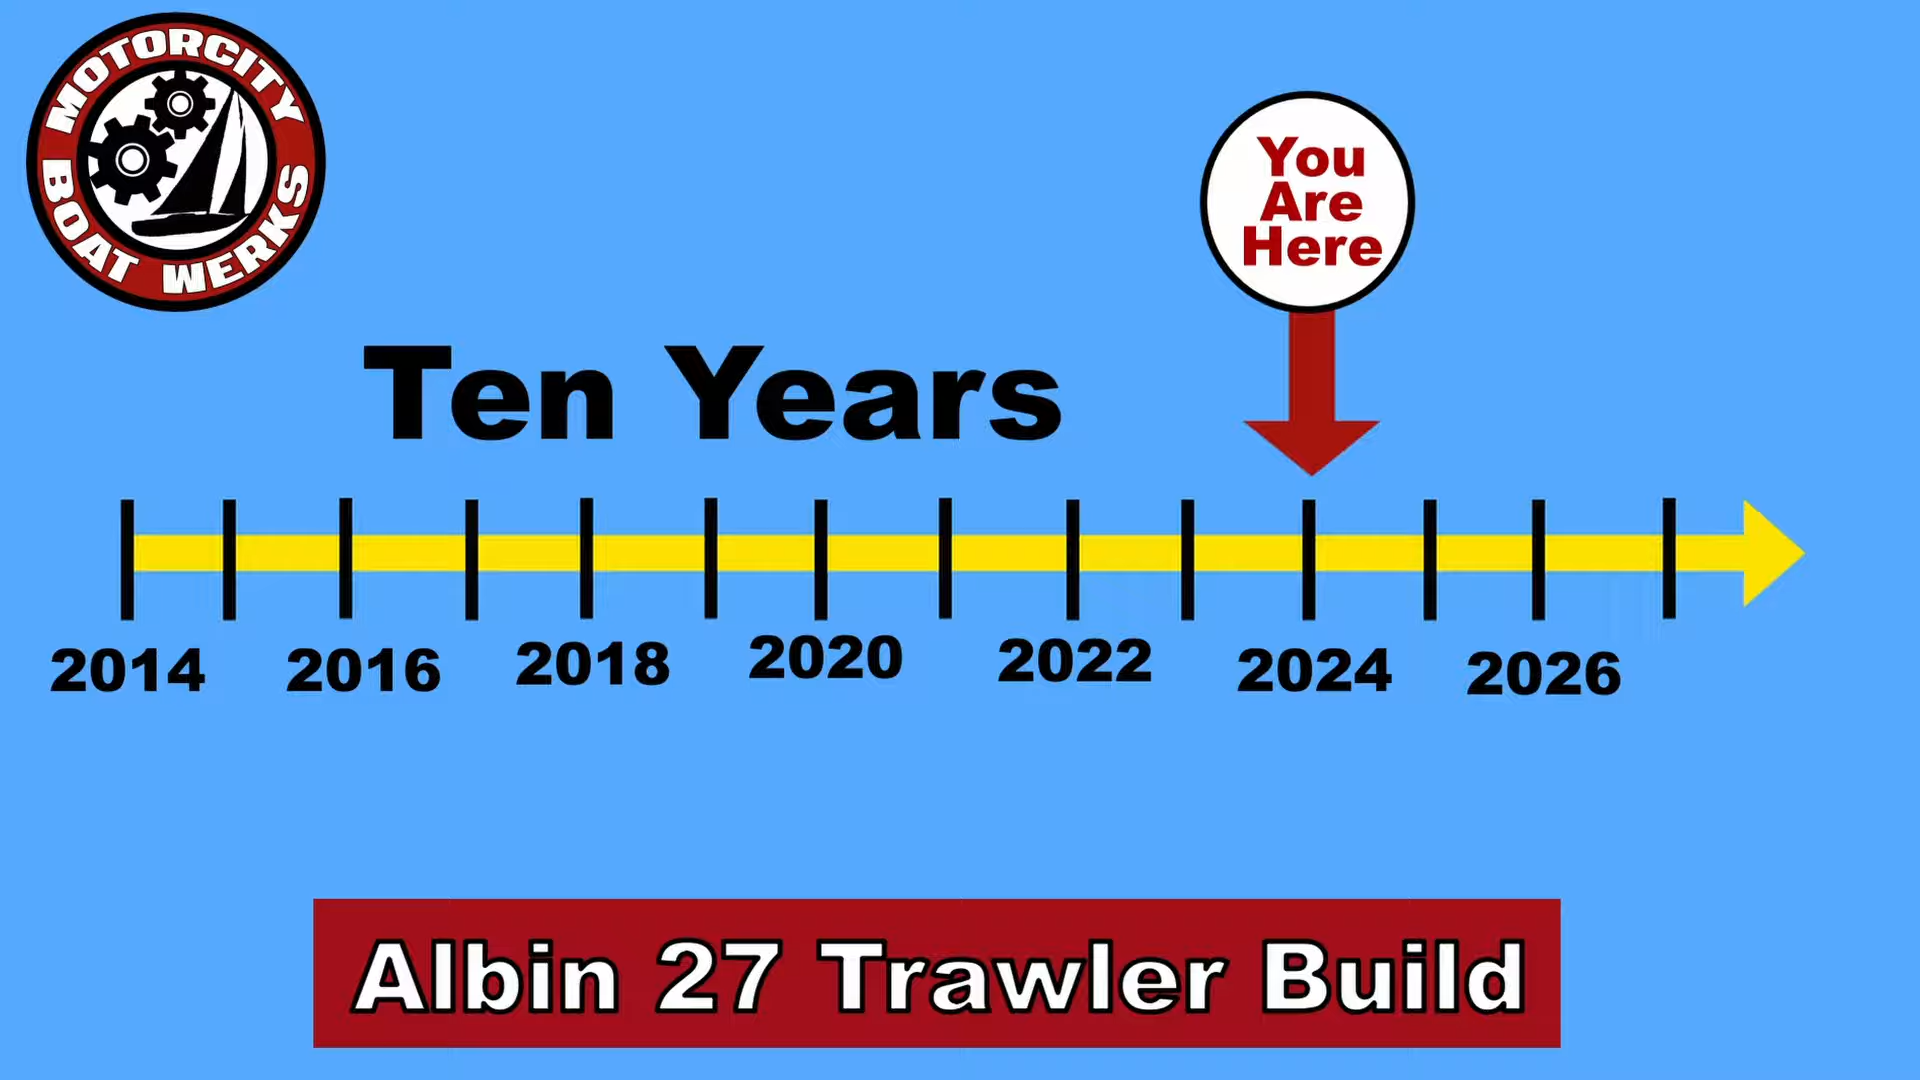 MOTORCITY
BOAT WERKS
You
Are
Here
Ten Years
2014 2016 2018 2020 2022 2024 2026
Albin 27 Trawler Build